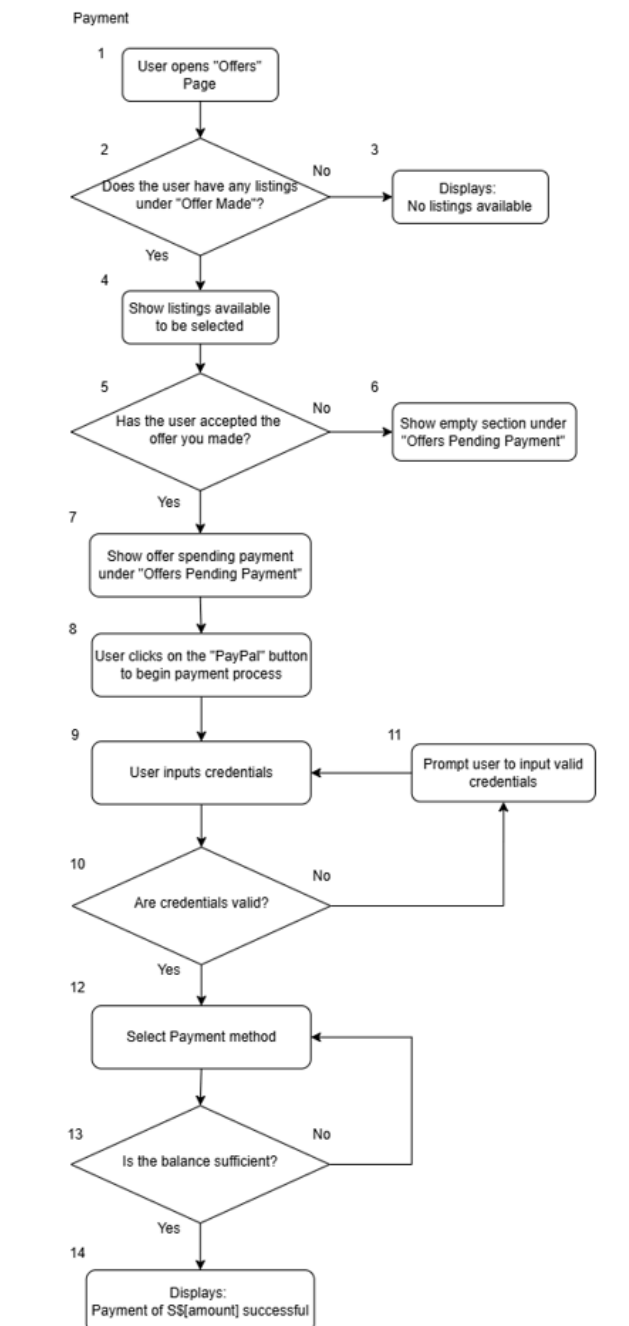 Payment
1
User opens "Offers"
Page
2
Does the user have any listings
under "Offer Made"?
No
3
Displays:
No listings available
Yes
4
Show listings available
to be selected
5
Has the user accepted the
offer you made?
No
6
Show empty section under
"Offers Pending Payment"
Yes
7
Show offer spending payment
under "Offers Pending Payment"
8
User clicks on the "PayPal" button
to begin payment process
9
User inputs credentials
11
Prompt user to input valid
credentials
10
Are credentials valid?
No
Yes
12
Select Payment method
13
Is the balance sufficient?
No
Yes
14
Displays:
Payment of S$[amount] successful